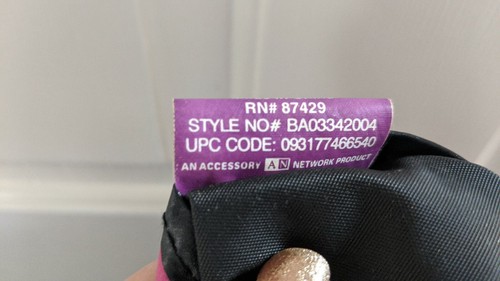 RN# 87429
STYLE NO# BA03342004
UPC CODE: 093177466540
AN ACCESSORY AN NETWORK PRODUCT